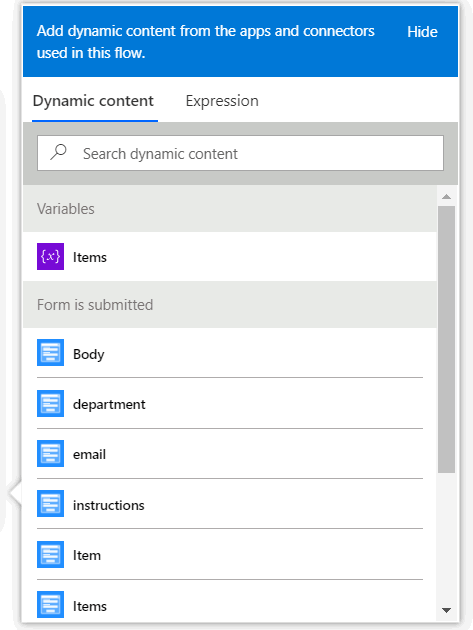 Add dynamic content from the apps and connectors Hide
used in this flow.
Dynamic content Expression
Search dynamic content
Variables
{x} Items
Form is submitted
Body
department
email
instructions
Item
Items